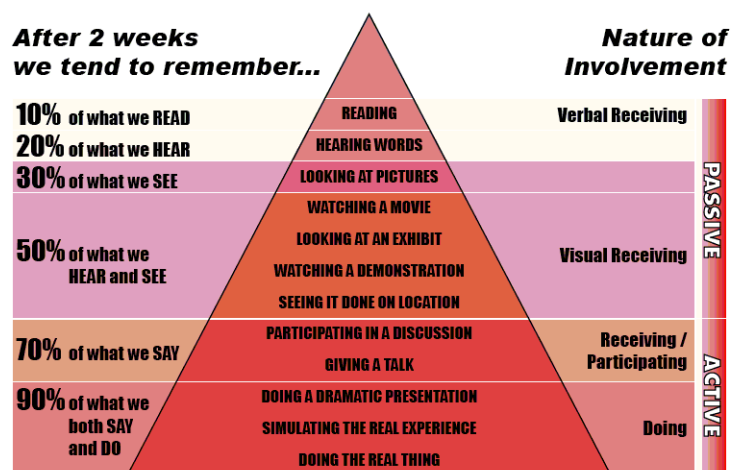 After 2 weeks
we tend to remember...
Nature of
Involvement
10% of what we READ
READING
Verbal Receiving
20% of what we HEAR
HEARING WORDS
30% of what we SEE
LOOKING AT PICTURES
WATCHING A MOVIE
LOOKING AT AN EXHIBIT
50% of what we
HEAR and SEE
WATCHING A DEMONSTRATION
SEEING IT DONE ON LOCATION
Visual Receiving
PASSIVE
70% of what we SAY
PARTICIPATING IN A DISCUSSION
GIVING A TALK
Receiving /
Participating
90% of what we
both SAY
and DO
DOING A DRAMATIC PRESENTATION
SIMULATING THE REAL EXPERIENCE
DOING THE REAL THING
Doing
ACTIVE